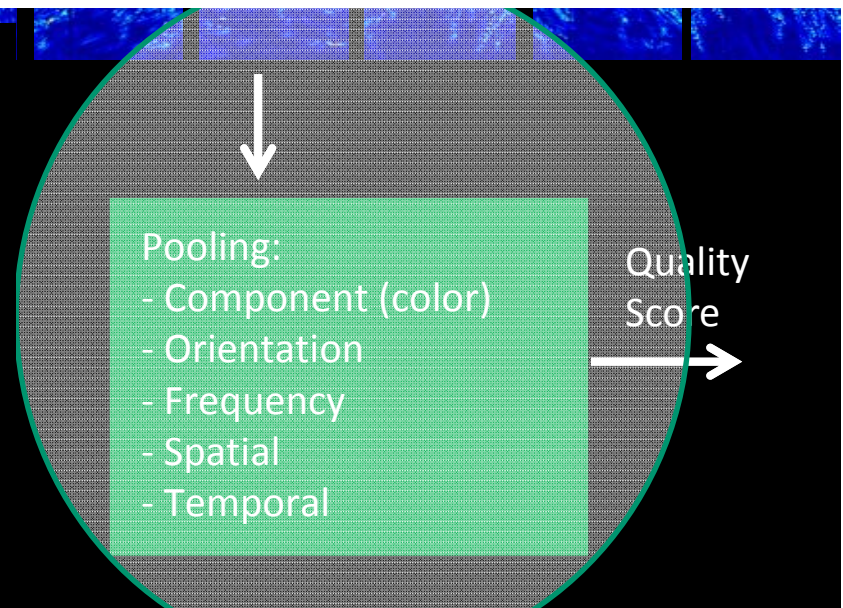 Pooling:
- Component (color)
- Orientation
- Frequency
- Spatial
- Temporal
Quality
Score